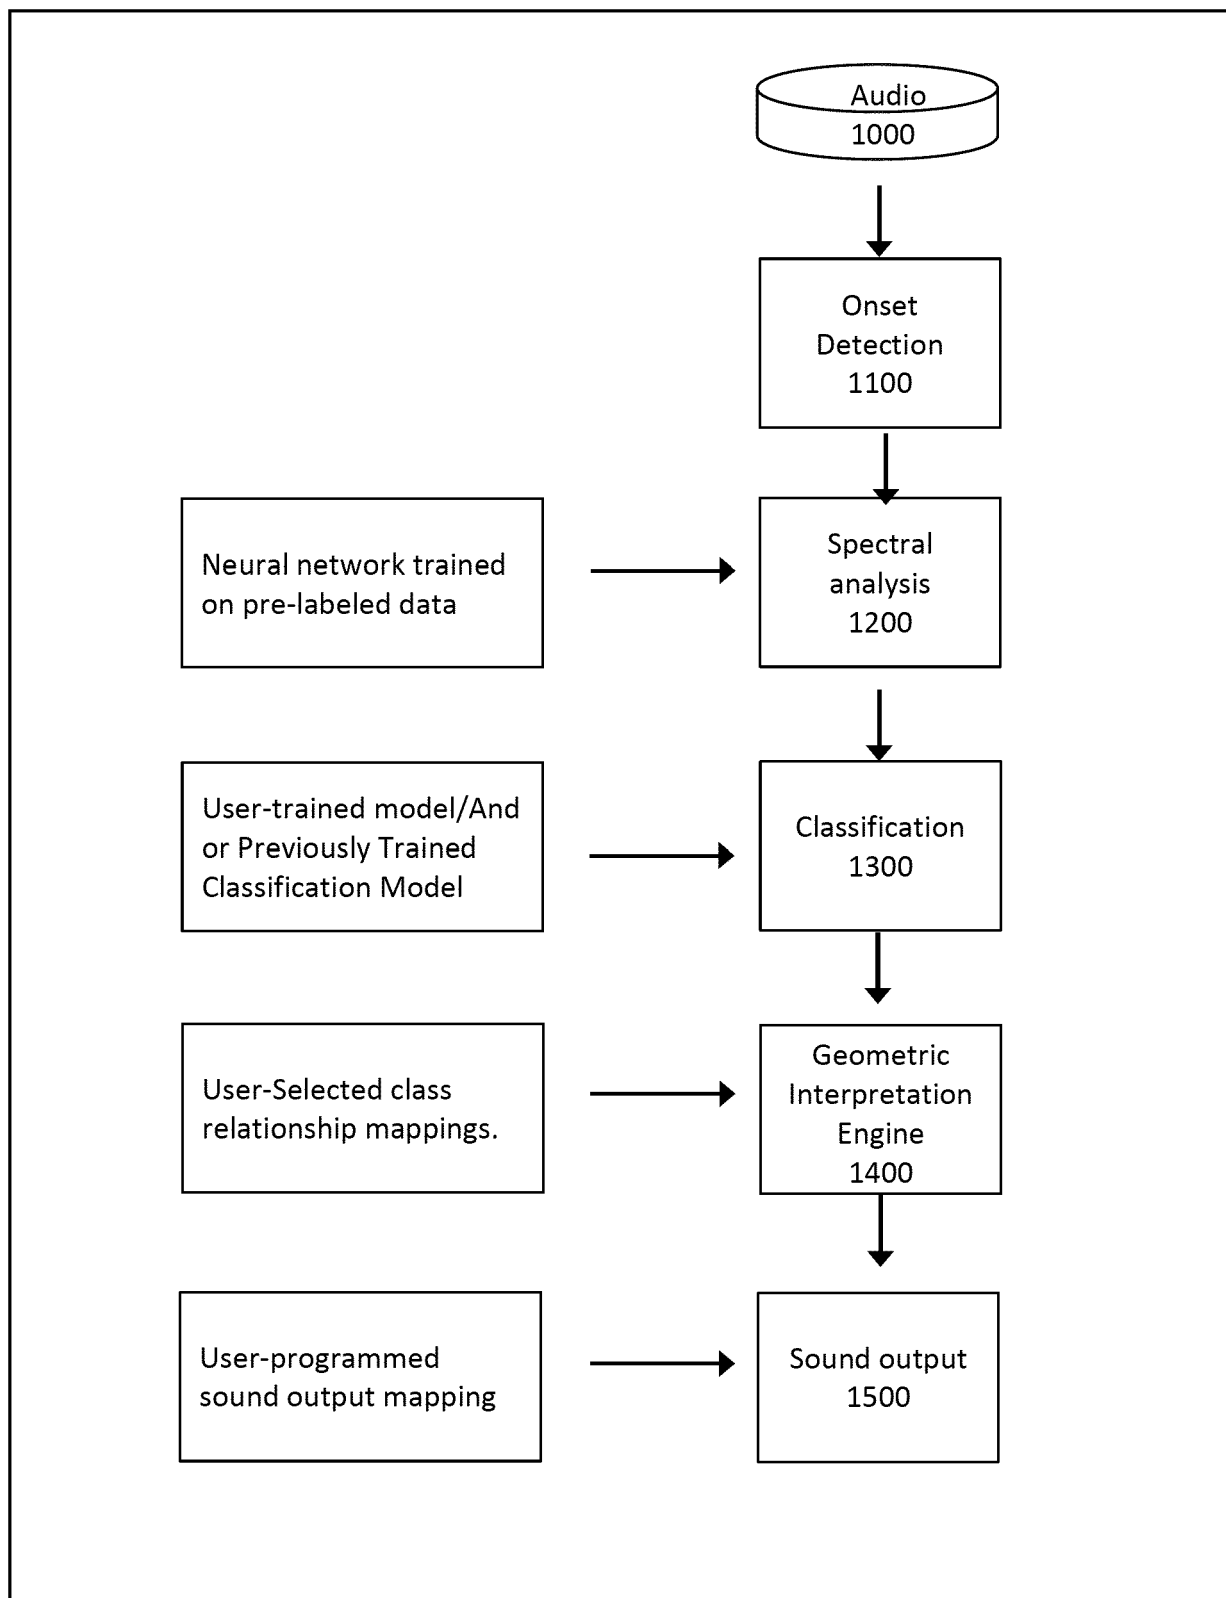 Audio
1000
Onset
Detection
1100
Neural network trained
on pre-labeled data
Spectral
analysis
1200
User-trained model/And
or Previously Trained
Classification Model
Classification
1300
User-Selected class
relationship mappings.
Geometric
Interpretation
Engine
1400
User-programmed
sound output mapping
Sound output
1500